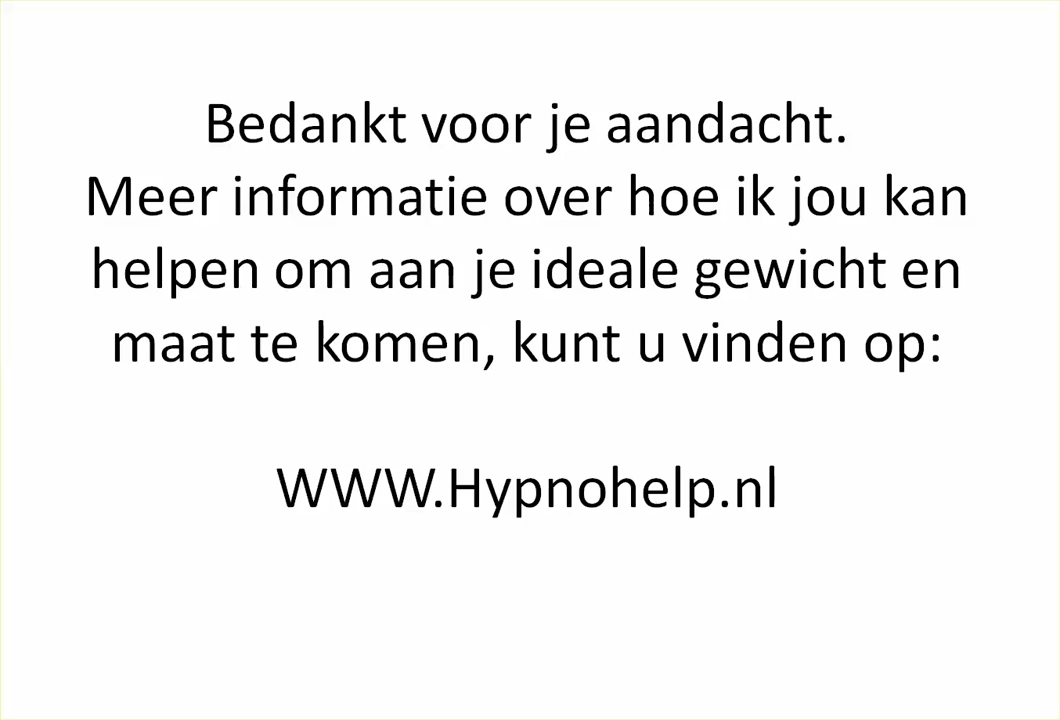 Bedankt voor je aandacht.
Meer informatie over hoe ik jou kan
helpen om aan je ideale gewicht en
maat te komen, kunt u vinden op:
WWW.Hypnohelp.nl